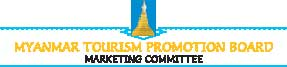 MYANMAR TOURISM PROMOTION BOARD
MARKETING COMMITTEE